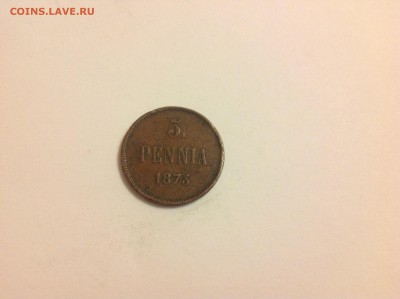 COINS.LAVE.RU
5.
PENNIÄ
1873